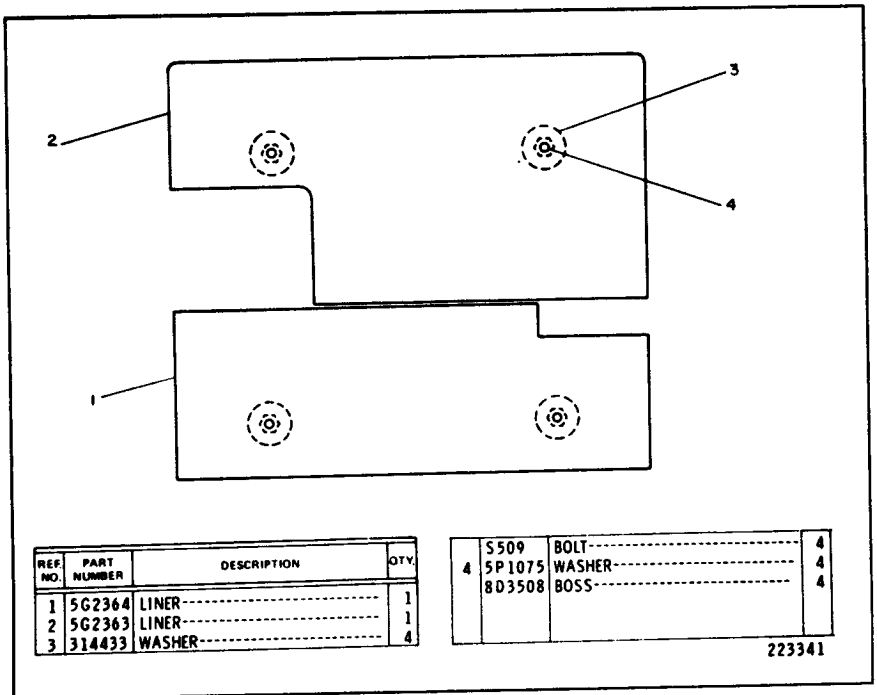 3
2
4
1
REF. NO. PART NUMBER DESCRIPTION QTY.
1 5G2364 LINER 1
2 5G2363 LINER 1
3 314433 WASHER 4
S509 BOLT 4
4 5P1075 WASHER 4
8D3508 BOSS 4
223341